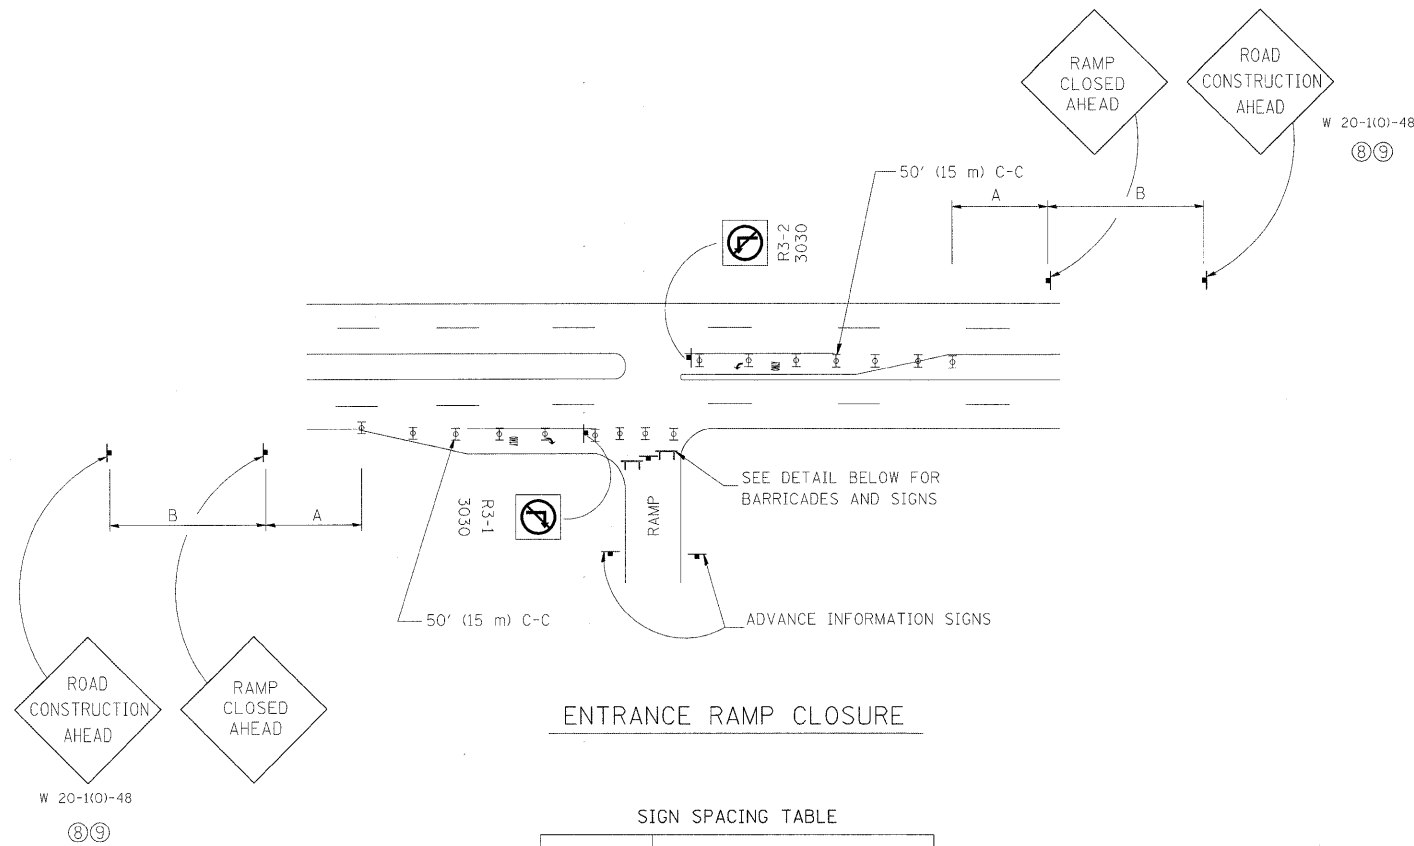 RAMP
CLOSED
AHEAD
ROAD
CONSTRUCTION
AHEAD
W 20-1(O)-48
⑧⑨
50' (15 m) C-C
A
B
R3-2
3030
SEE DETAIL BELOW FOR
BARRICADES AND SIGNS
RAMP
R3-1
3030
B
A
50' (15 m) C-C
ADVANCE INFORMATION SIGNS
ROAD
CONSTRUCTION
AHEAD
RAMP
CLOSED
AHEAD
W 20-1(O)-48
⑧⑨
ENTRANCE RAMP CLOSURE
SIGN SPACING TABLE